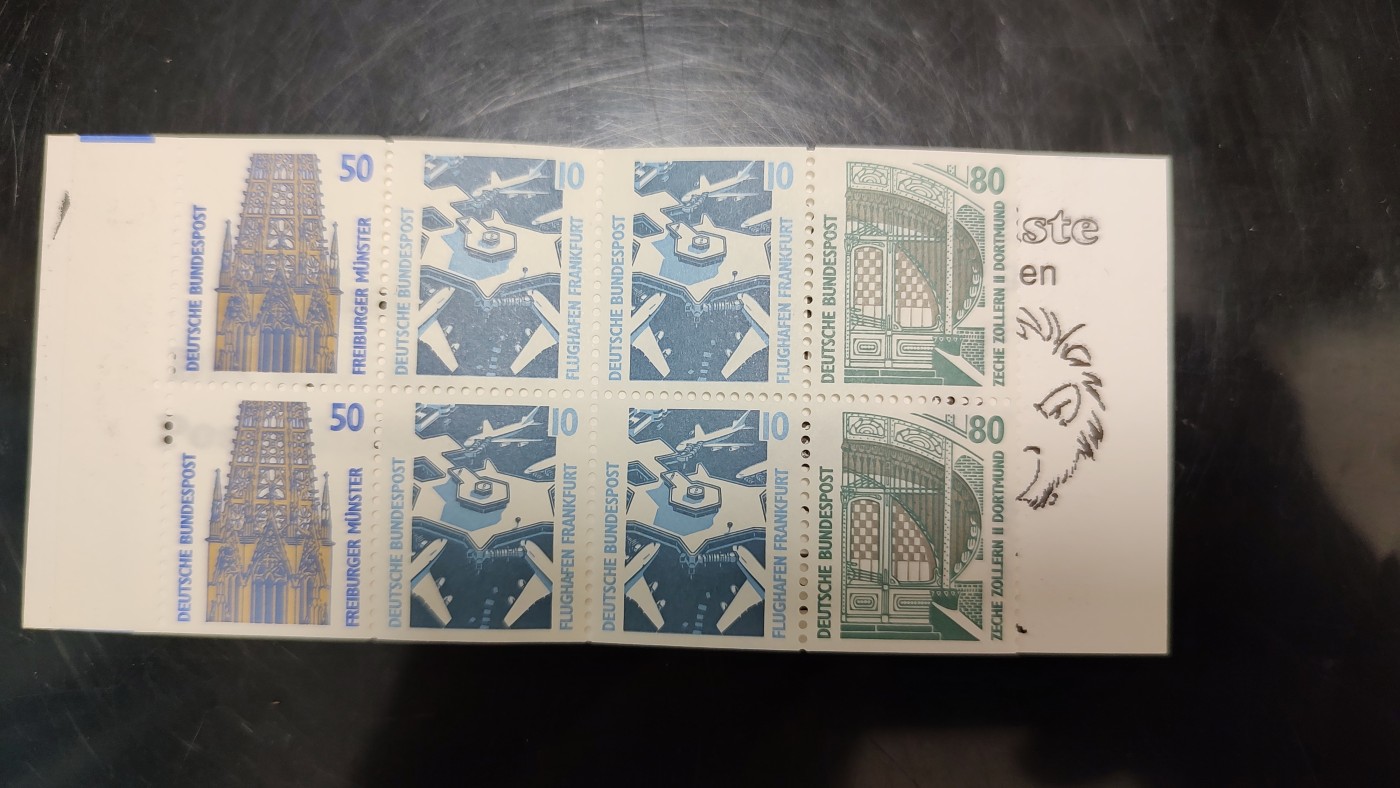 50
DEUTSCHE BUNDESPOST
FREIBURGER MÜNSTER
10
DEUTSCHE BUNDESPOST
FLUGHAFEN FRANKFURT
10
DEUTSCHE BUNDESPOST
FLUGHAFEN FRANKFURT
80
DEUTSCHE BUNDESPOST
ZECHE ZOLLERN II DORTMUND
ste
en
50
DEUTSCHE BUNDESPOST
FREIBURGER MÜNSTER
10
DEUTSCHE BUNDESPOST
FLUGHAFEN FRANKFURT
10
DEUTSCHE BUNDESPOST
FLUGHAFEN FRANKFURT
80
DEUTSCHE BUNDESPOST
ZECHE ZOLLERN II DORTMUND